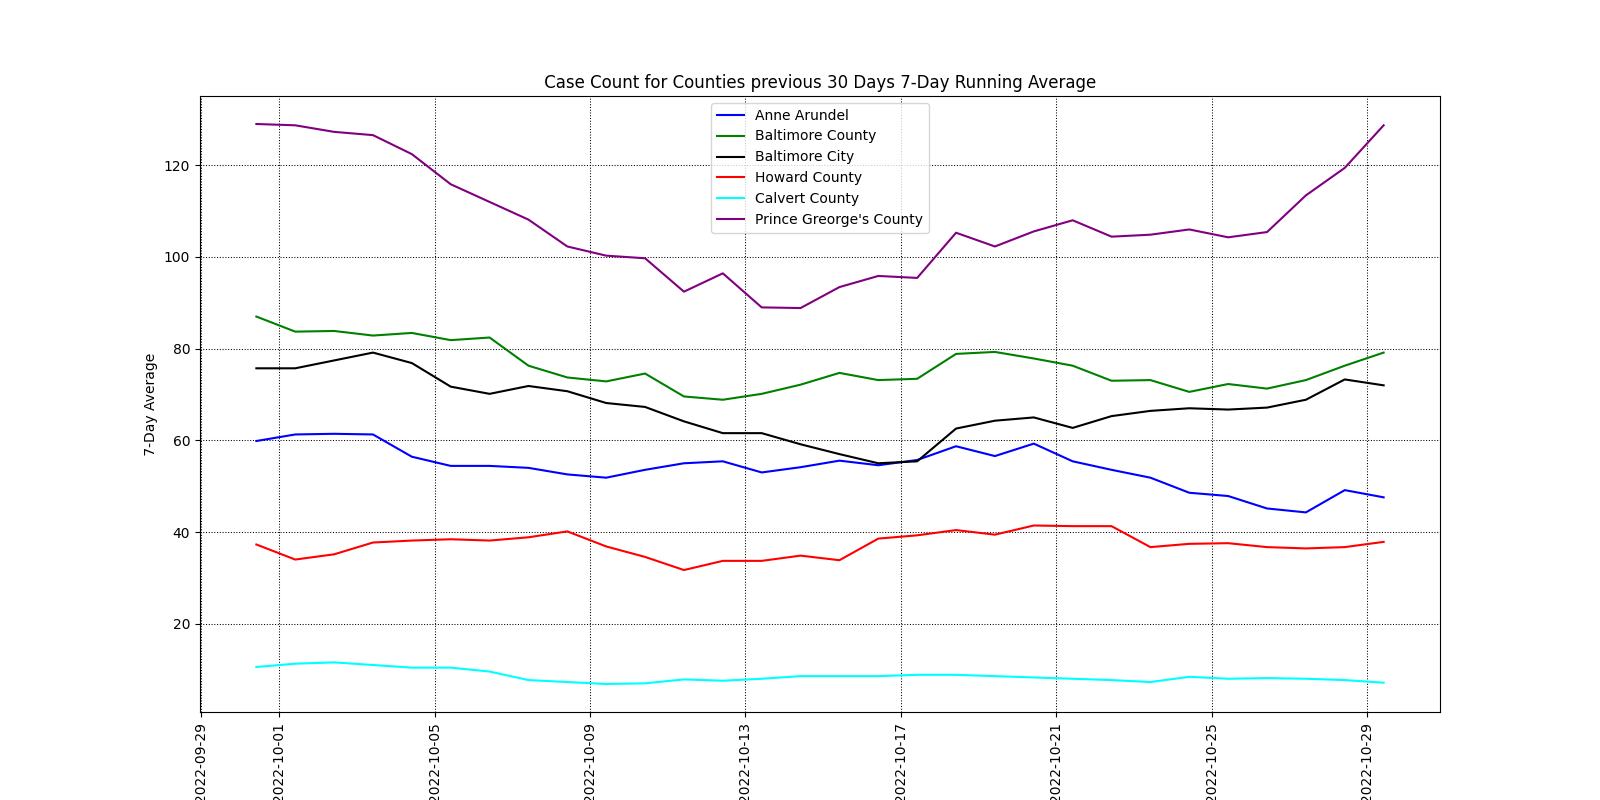 Case Count for Counties previous 30 Days 7-Day Running Average
Anne Arundel
Baltimore County
Baltimore City
Howard County
Calvert County
Prince Greorge's County
7-Day Average
120
100
80
60
40
20
2022-09-29
2022-10-01
2022-10-05
2022-10-09
2022-10-13
2022-10-17
2022-10-21
2022-10-25
2022-10-29